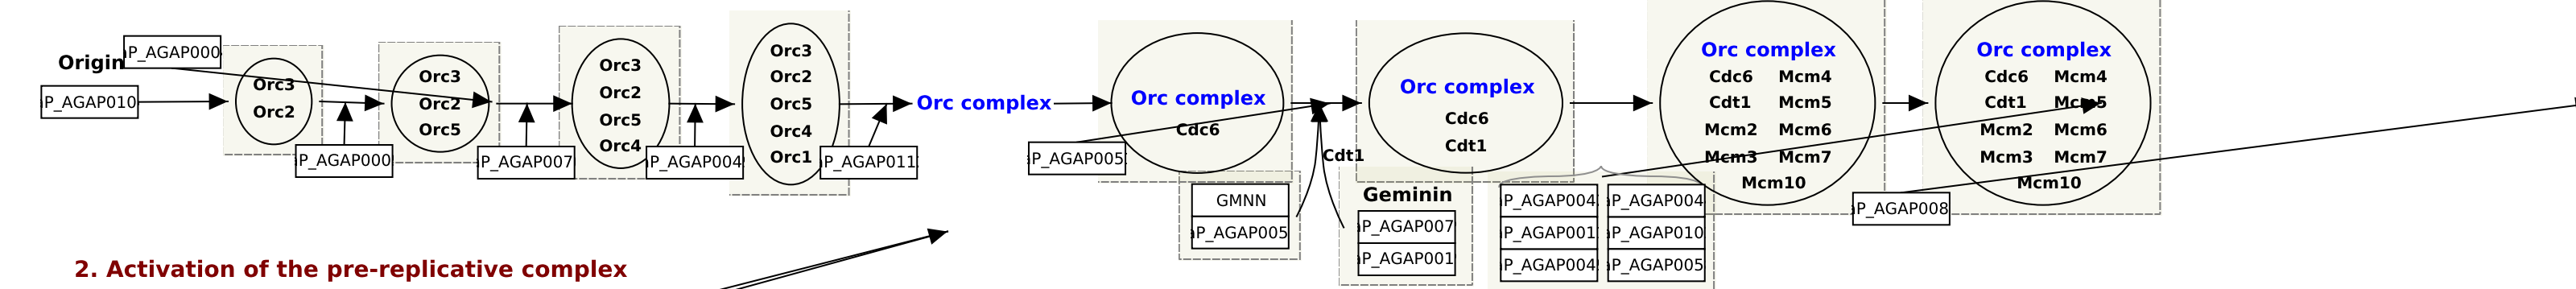 Origin
P_AGAP000
P_AGAP010
Orc3
Orc2
P_AGAP000
Orc3
Orc2
Orc5
P_AGAP007
Orc3
Orc2
Orc5
Orc4
P_AGAP004
Orc3
Orc2
Orc5
Orc4
Orc1
P_AGAP011
Orc complex
P_AGAP005
Orc complex
Cdc6
GMNN
P_AGAP005
Cdt1
Geminin
P_AGAP007
P_AGAP001
Orc complex
Cdc6
Cdt1
P_AGAP004 P_AGAP004
P_AGAP001 P_AGAP010
P_AGAP004 P_AGAP005
Orc complex
Cdc6 Mcm4
Cdt1 Mcm5
Mcm2 Mcm6
Mcm3 Mcm7
Mcm10
P_AGAP008
Orc complex
Cdc6 Mcm4
Cdt1 Mcm5
Mcm2 Mcm6
Mcm3 Mcm7
Mcm10
2. Activation of the pre-replicative complex